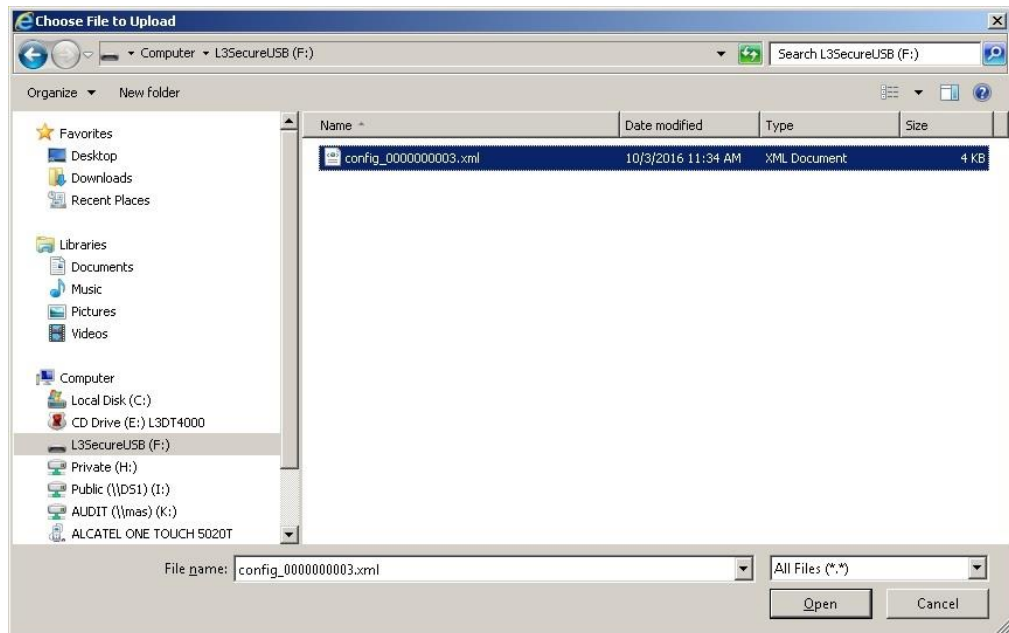 Choose File to Upload
Computer L3SecureUSB (F:) Search L3SecureUSB (F:)
Organize New folder
Name Date modified Type Size
config_0000000003.xml 10/3/2016 11:34 AM XML Document 4 KB
Favorites
Desktop
Downloads
Recent Places
Libraries
Documents
Music
Pictures
Videos
Computer
Local Disk (C:)
CD Drive (E:) L3DT4000
L3SecureUSB (F:)
Private (H:)
Public (\\DS1) (I:)
AUDIT (\\mas) (K:)
ALCATEL ONE TOUCH 5020T
File name: config_0000000003.xml All Files (*.*)
Open Cancel